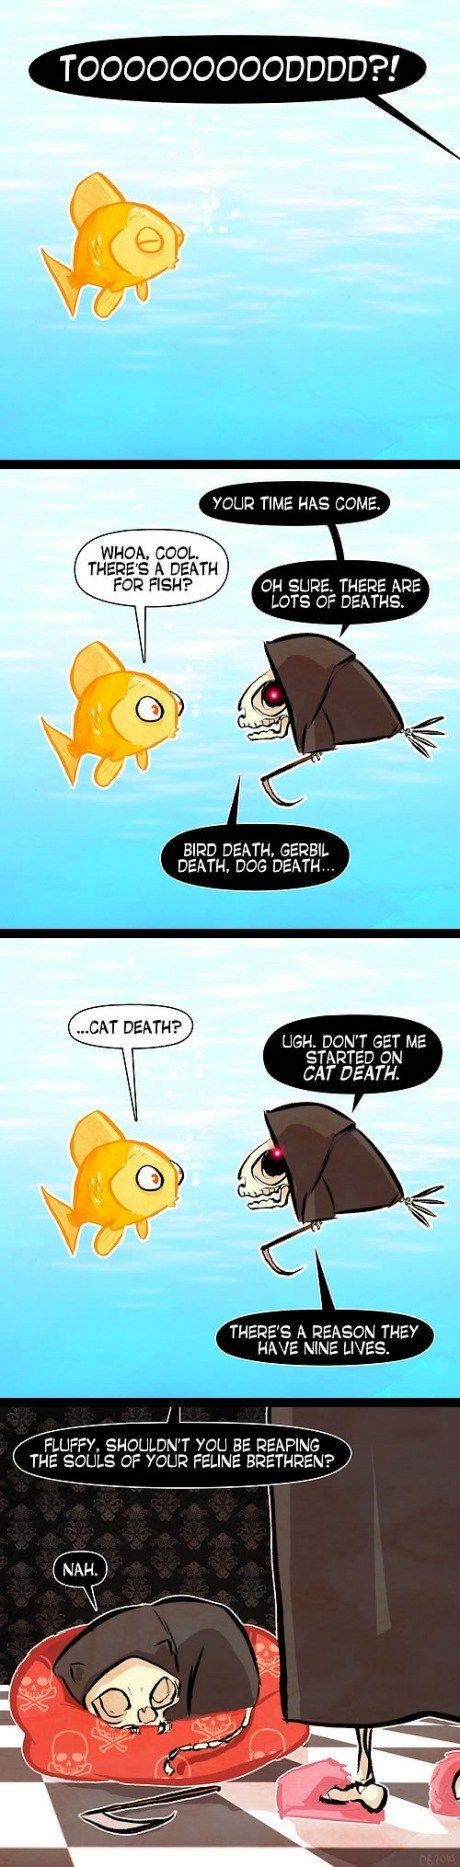 TOOOOOOOOODDDD?!
YOUR TIME HAS COME.
WHOA, COOL.
THERE'S A DEATH
FOR FISH?
OH SURE. THERE ARE
LOTS OF DEATHS.
BIRD DEATH, GERBIL
DEATH, DOG DEATH...
...CAT DEATH?
UGH. DON'T GET ME
STARTED ON
CAT DEATH.
THERE'S A REASON THEY
HAVE NINE LIVES.
FLUFFY, SHOULDN'T YOU BE REAPING
THE SOULS OF YOUR FELINE BRETHREN?
NAH.